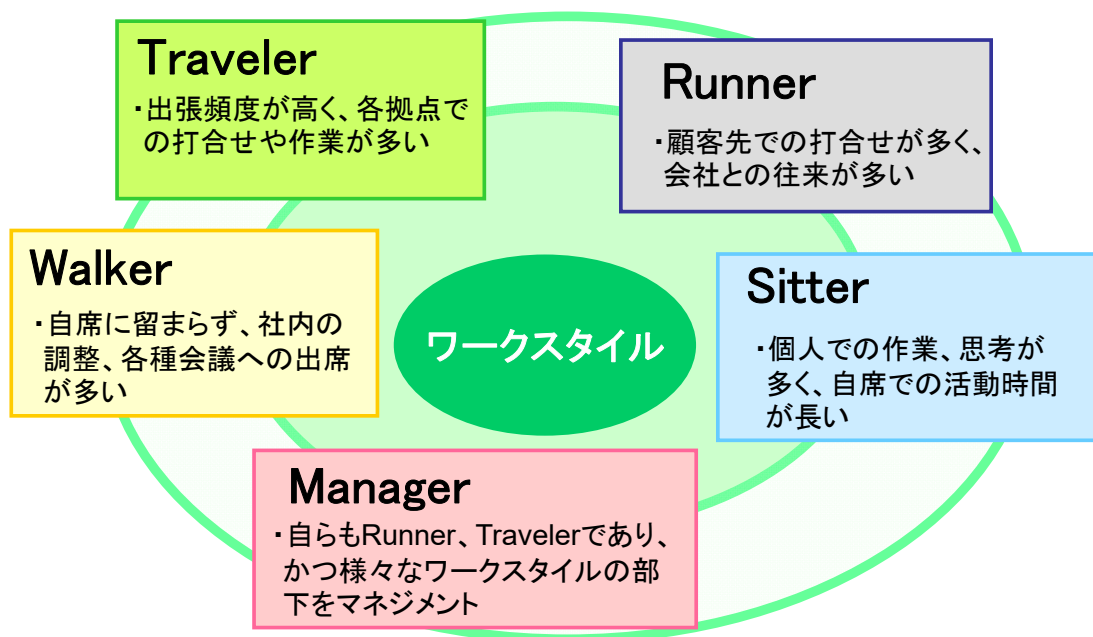 Traveler
・出張頻度が高く、各拠点で
の打合せや作業が多い
Runner
・顧客先での打合せが多く、
会社との往来が多い
Walker
・自席に留まらず、社内の
調整、各種会議への出席
が多い
ワークスタイル
Sitter
・個人での作業、思考が
多く、自席での活動時間
が長い
Manager
・自らもRunner、Travelerであり、
かつ様々なワークスタイルの部
下をマネジメント